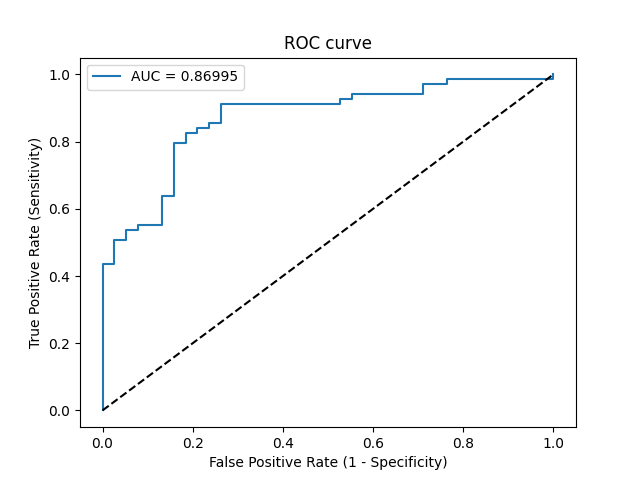 ROC curve
AUC = 0.86995
True Positive Rate (Sensitivity)
1.0
0.8
0.6
0.4
0.2
0.0
0.0 0.2 0.4 0.6 0.8 1.0
False Positive Rate (1 - Specificity)